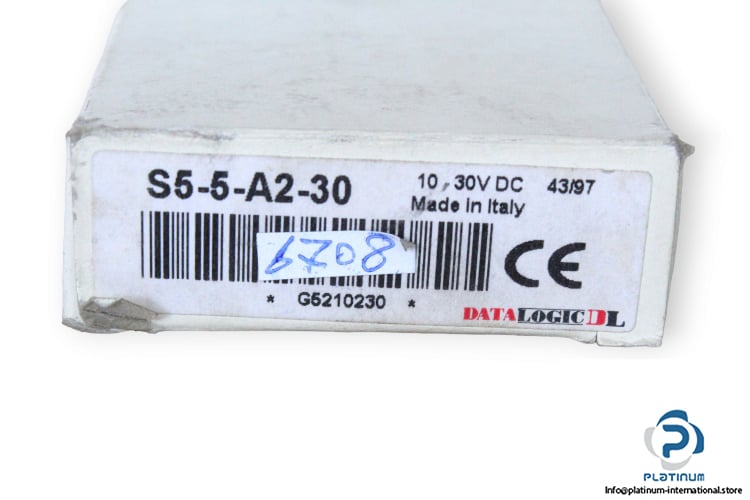 S5-5-A2-30
10 , 30V DC 43/97
Made in Italy
6708
* G5210230 *
CE
DATALOGIC DL
PLATINUM
Info@platinum-international.store